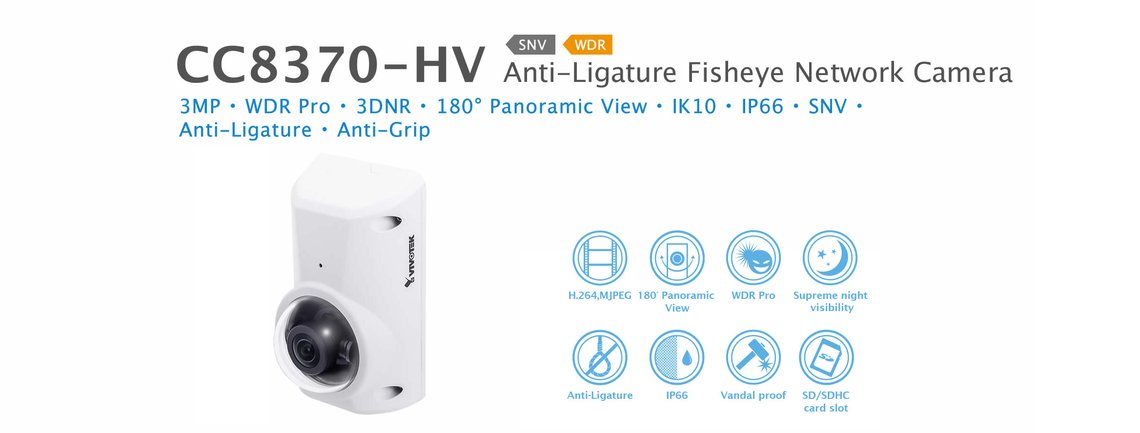 CC8370-HV SNV WDR Anti-Ligature Fisheye Network Camera
3MP • WDR Pro • 3DNR • 180° Panoramic View • IK10 • IP66 • SNV •
Anti-Ligature • Anti-Grip
VIVOTEK
H.264,MJPEG
180° Panoramic
View
WDR Pro
Supreme night
visibility
Anti-Ligature
IP66
Vandal proof
SD
SD/SDHC
card slot